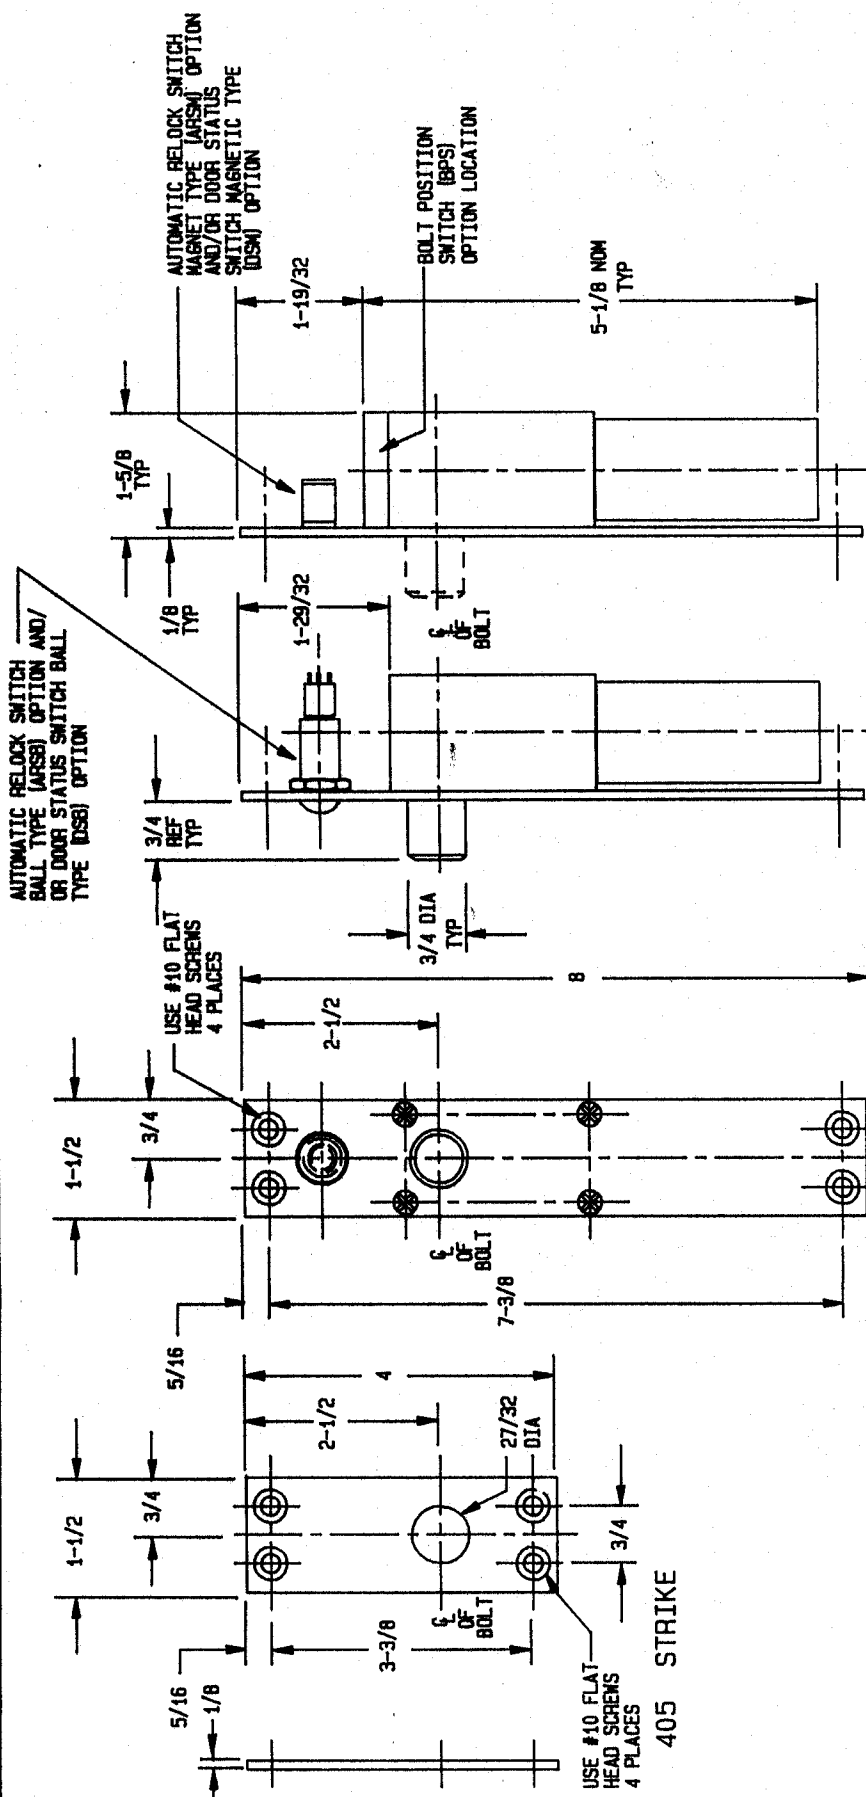 AUTOMATIC RELOCK SWITCH
MAGNET TYPE (ARSM) OPTION
AND/OR DOOR STATUS
SWITCH MAGNETIC TYPE
(DSM) OPTION
BOLT POSITION
SWITCH (BPS)
OPTION LOCATION
1-19/32
5-1/8 NOM
TYP
1-5/8
TYP
1/8
TYP
AUTOMATIC RELOCK SWITCH
BALL TYPE (ARSB) OPTION AND/
OR DOOR STATUS SWITCH BALL
TYPE (DSB) OPTION
1-29/32
℄
OF
BOLT
3/4
REF
TYP
3/4 DIA
TYP
USE #10 FLAT
HEAD SCREWS
4 PLACES
2-1/2
8
1-1/2
3/4
℄
OF
BOLT
5/16
7-3/8
4
2-1/2
27/32
DIA
1-1/2
3/4
3/4
℄
OF
BOLT
3-3/8
5/16
1/8
USE #10 FLAT
HEAD SCREWS
4 PLACES
405 STRIKE